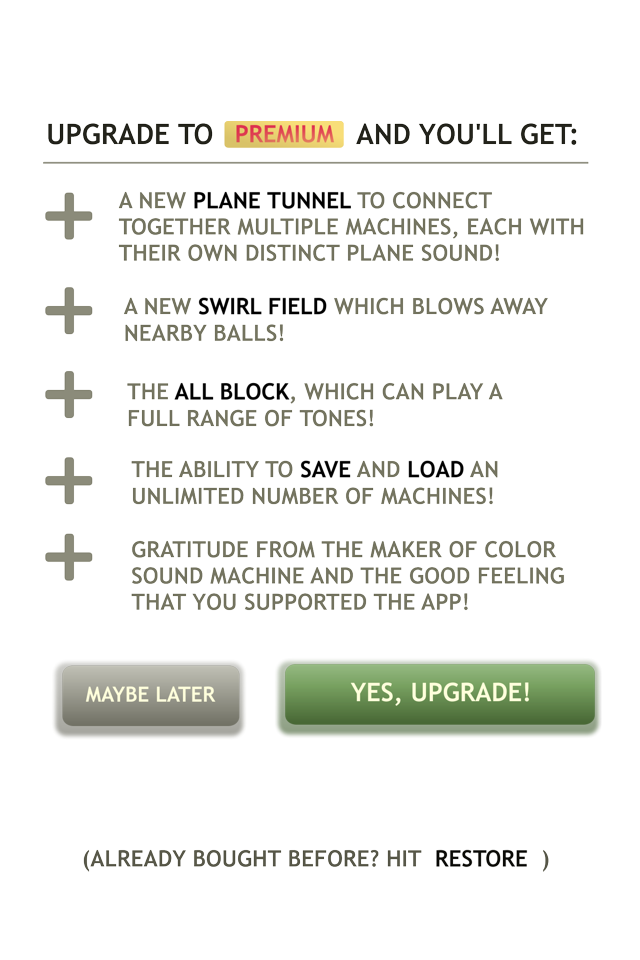 UPGRADE TO PREMIUM AND YOU'LL GET:
A NEW PLANE TUNNEL TO CONNECT
TOGETHER MULTIPLE MACHINES, EACH WITH
THEIR OWN DISTINCT PLANE SOUND!
A NEW SWIRL FIELD WHICH BLOWS AWAY
NEARBY BALLS!
THE ALL BLOCK, WHICH CAN PLAY A
FULL RANGE OF TONES!
THE ABILITY TO SAVE AND LOAD AN
UNLIMITED NUMBER OF MACHINES!
GRATITUDE FROM THE MAKER OF COLOR
SOUND MACHINE AND THE GOOD FEELING
THAT YOU SUPPORTED THE APP!
MAYBE LATER
YES, UPGRADE!
(ALREADY BOUGHT BEFORE? HIT RESTORE )